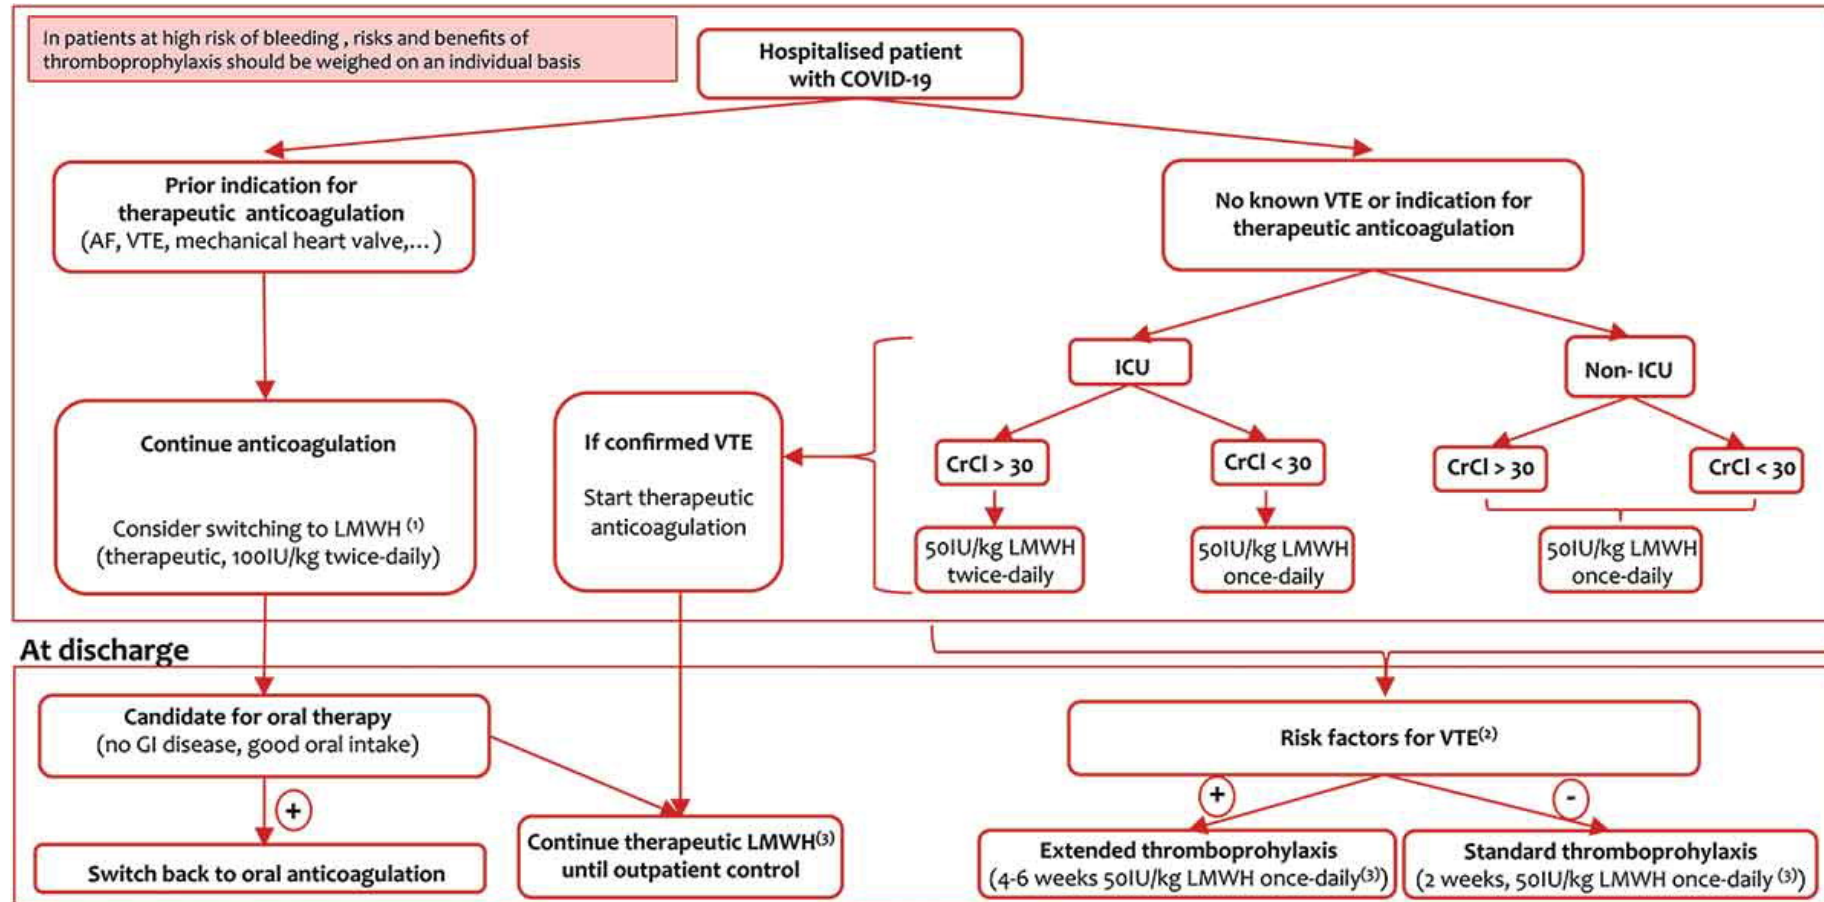 In patients at high risk of bleeding , risks and benefits of
thromboprophylaxis should be weighed on an individual basis
Hospitalised patient
with COVID-19
Prior indication for
therapeutic anticoagulation
(AF, VTE, mechanical heart valve,...)
No known VTE or indication for
therapeutic anticoagulation
ICU
Non- ICU
Continue anticoagulation
Consider switching to LMWH (1)
(therapeutic, 100IU/kg twice-daily)
If confirmed VTE
Start therapeutic
anticoagulation
CrCl > 30
CrCl < 30
CrCl > 30
CrCl < 30
50IU/kg LMWH
twice-daily
50IU/kg LMWH
once-daily
50IU/kg LMWH
once-daily
At discharge
Candidate for oral therapy
(no GI disease, good oral intake)
Risk factors for VTE(2)
+
+
-
Switch back to oral anticoagulation
Continue therapeutic LMWH(3)
until outpatient control
Extended thromboprohylaxis
(4-6 weeks 50IU/kg LMWH once-daily(3))
Standard thromboprohylaxis
(2 weeks, 50IU/kg LMWH once-daily (3))